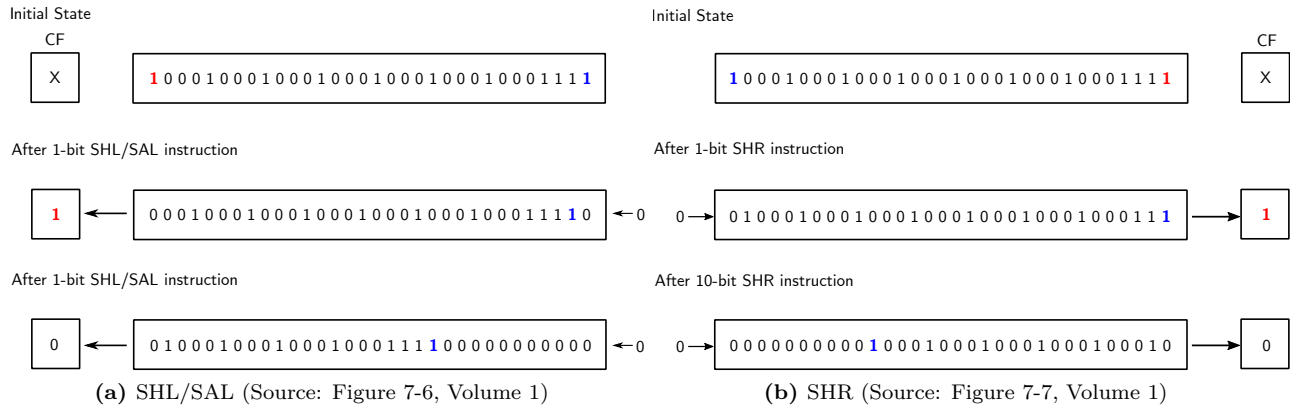 Initial State
CF
X
1 0 0 0 1 0 0 0 1 0 0 0 1 0 0 0 1 0 0 0 1 0 0 0 1 0 0 0 1 1 1 1
After 1-bit SHL/SAL instruction
1
0 0 0 1 0 0 0 1 0 0 0 1 0 0 0 1 0 0 0 1 0 0 0 1 0 0 0 1 1 1 1 0
0
After 1-bit SHL/SAL instruction
0
0 1 0 0 0 1 0 0 0 1 0 0 0 1 0 0 0 1 1 1 1 0 0 0 0 0 0 0 0 0 0 0
0
(a) SHL/SAL (Source: Figure 7-6, Volume 1)
Initial State
CF
1 0 0 0 1 0 0 0 1 0 0 0 1 0 0 0 1 0 0 0 1 0 0 0 1 0 0 0 1 1 1 1
X
After 1-bit SHR instruction
0
0 1 0 0 0 1 0 0 0 1 0 0 0 1 0 0 0 1 0 0 0 1 0 0 0 1 0 0 0 1 1 1
1
After 10-bit SHR instruction
0
0 0 0 0 0 0 0 0 0 0 1 0 0 0 1 0 0 0 1 0 0 0 1 0 0 0 1 0 0 0 1 0
0
(b) SHR (Source: Figure 7-7, Volume 1)